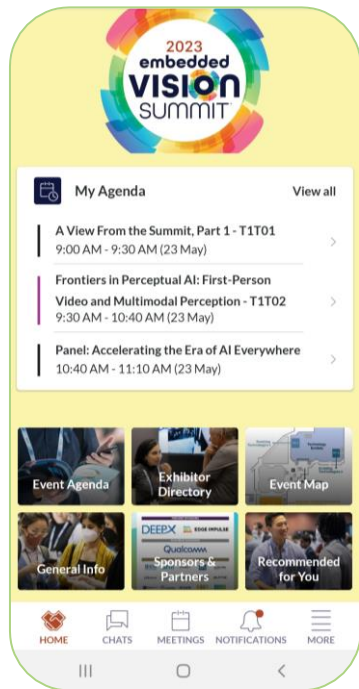 2023
embedded
VISION
SUMMIT
My Agenda
View all
A View From the Summit, Part 1 - T1T01
9:00 AM - 9:30 AM (23 May)
Frontiers in Perceptual AI: First-Person
Video and Multimodal Perception - T1T02
9:30 AM - 10:40 AM (23 May)
Panel: Accelerating the Era of AI Everywhere
10:40 AM - 11:10 AM (23 May)
Event Agenda
Exhibitor
Directory
Event Map
DEEPX
EDGE IMPULSE
Qualcomm
General Info
Sponsors &
Partners
Recommended
for You
HOME
CHATS
MEETINGS
NOTIFICATIONS
MORE